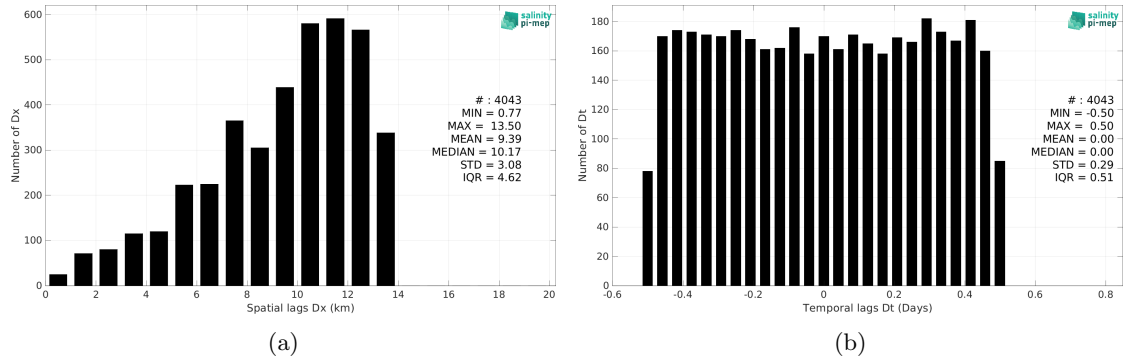 salinity
pi-mep
600
500
400
300
200
100
0
Number of Dx
# : 4043
MIN = 0.77
MAX = 13.50
MEAN = 9.39
MEDIAN = 10.17
STD = 3.08
IQR = 4.62
0 2 4 6 8 10 12 14 16 18 20
Spatial lags Dx (km)
(a)
salinity
pi-mep
180
160
140
120
100
80
60
40
20
0
Number of Dt
# : 4043
MIN = -0.50
MAX = 0.50
MEAN = 0.00
MEDIAN = 0.00
STD = 0.29
IQR = 0.51
-0.6 -0.4 -0.2 0 0.2 0.4 0.6 0.8
Temporal lags Dt (Days)
(b)